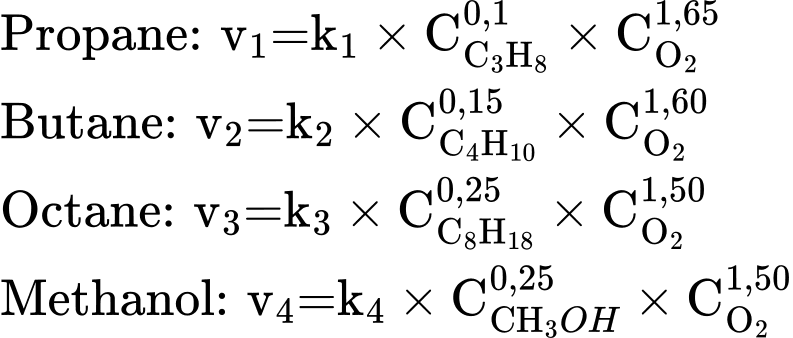 Propane: v₁=k₁ × C_{C₃H₈}^{0,1} × C_{O₂}^{1,65}
Butane: v₂=k₂ × C_{C₄H₁₀}^{0,15} × C_{O₂}^{1,60}
Octane: v₃=k₃ × C_{C₈H₁₈}^{0,25} × C_{O₂}^{1,50}
Methanol: v₄=k₄ × C_{CH₃OH}^{0,25} × C_{O₂}^{1,50}